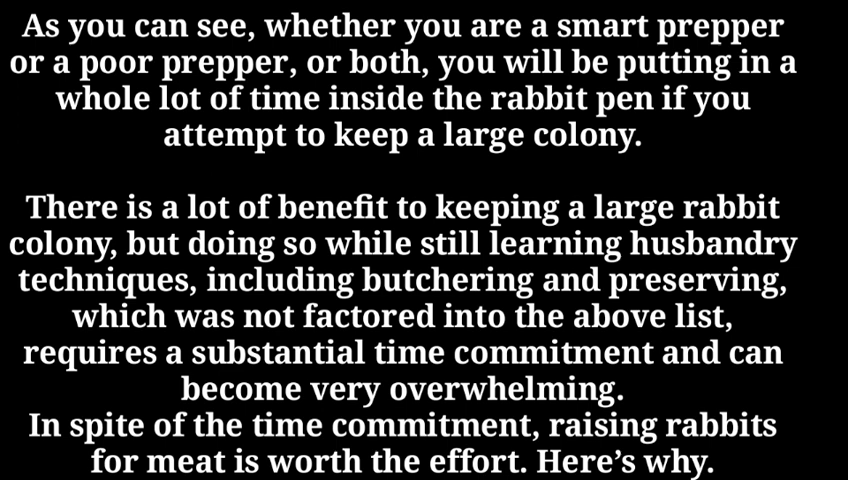 As you can see, whether you are a smart prepper
or a poor prepper, or both, you will be putting in a
whole lot of time inside the rabbit pen if you
attempt to keep a large colony.
There is a lot of benefit to keeping a large rabbit
colony, but doing so while still learning husbandry
techniques, including butchering and preserving,
which was not factored into the above list,
requires a substantial time commitment and can
become very overwhelming.
In spite of the time commitment, raising rabbits
for meat is worth the effort. Here’s why.